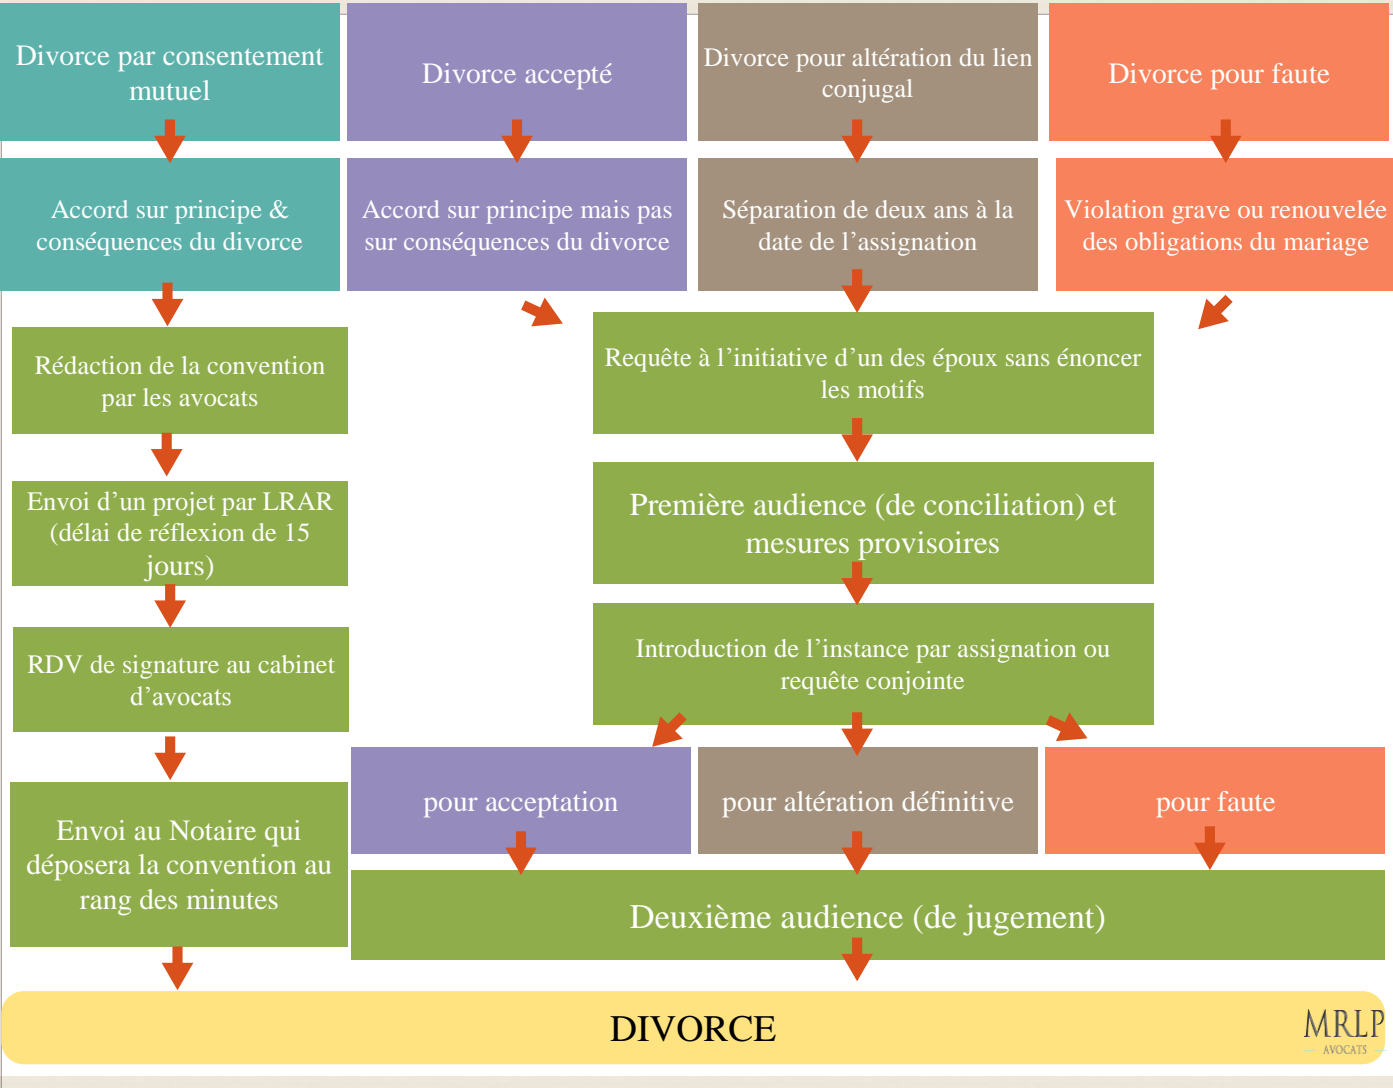 Divorce par consentement
mutuel
Divorce accepté
Divorce pour altération du lien
conjugal
Divorce pour faute
Accord sur principe &
conséquences du divorce
Accord sur principe mais pas
sur conséquences du divorce
Séparation de deux ans à la
date de l’assignation
Violation grave ou renouvelée
des obligations du mariage
Rédaction de la convention
par les avocats
Envoi d’un projet par LRAR
(délai de réflexion de 15
jours)
RDV de signature au cabinet
d’avocats
Envoi au Notaire qui
déposera la convention au
rang des minutes
Requête à l’initiative d’un des époux sans énoncer
les motifs
Première audience (de conciliation) et
mesures provisoires
Introduction de l’instance par assignation ou
requête conjointe
pour acceptation
pour altération définitive
pour faute
Deuxième audience (de jugement)
DIVORCE
MRLP
AVOCATS